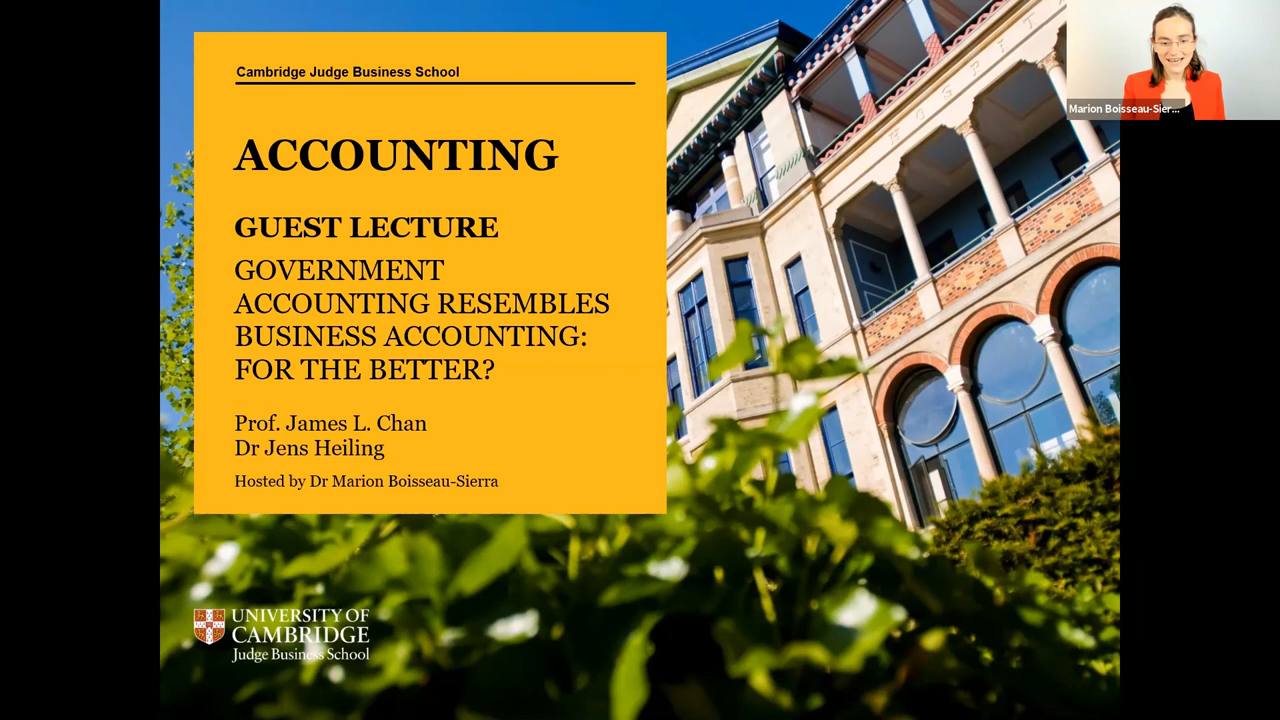 Cambridge Judge Business School
ACCOUNTING
GUEST LECTURE
GOVERNMENT
ACCOUNTING RESEMBLES
BUSINESS ACCOUNTING:
FOR THE BETTER?
Prof. James L. Chan
Dr Jens Heiling
Hosted by Dr Marion Boisseau-Sierra
UNIVERSITY OF
CAMBRIDGE
Judge Business School
HOSPITA
Marion Boisseau-Sier...